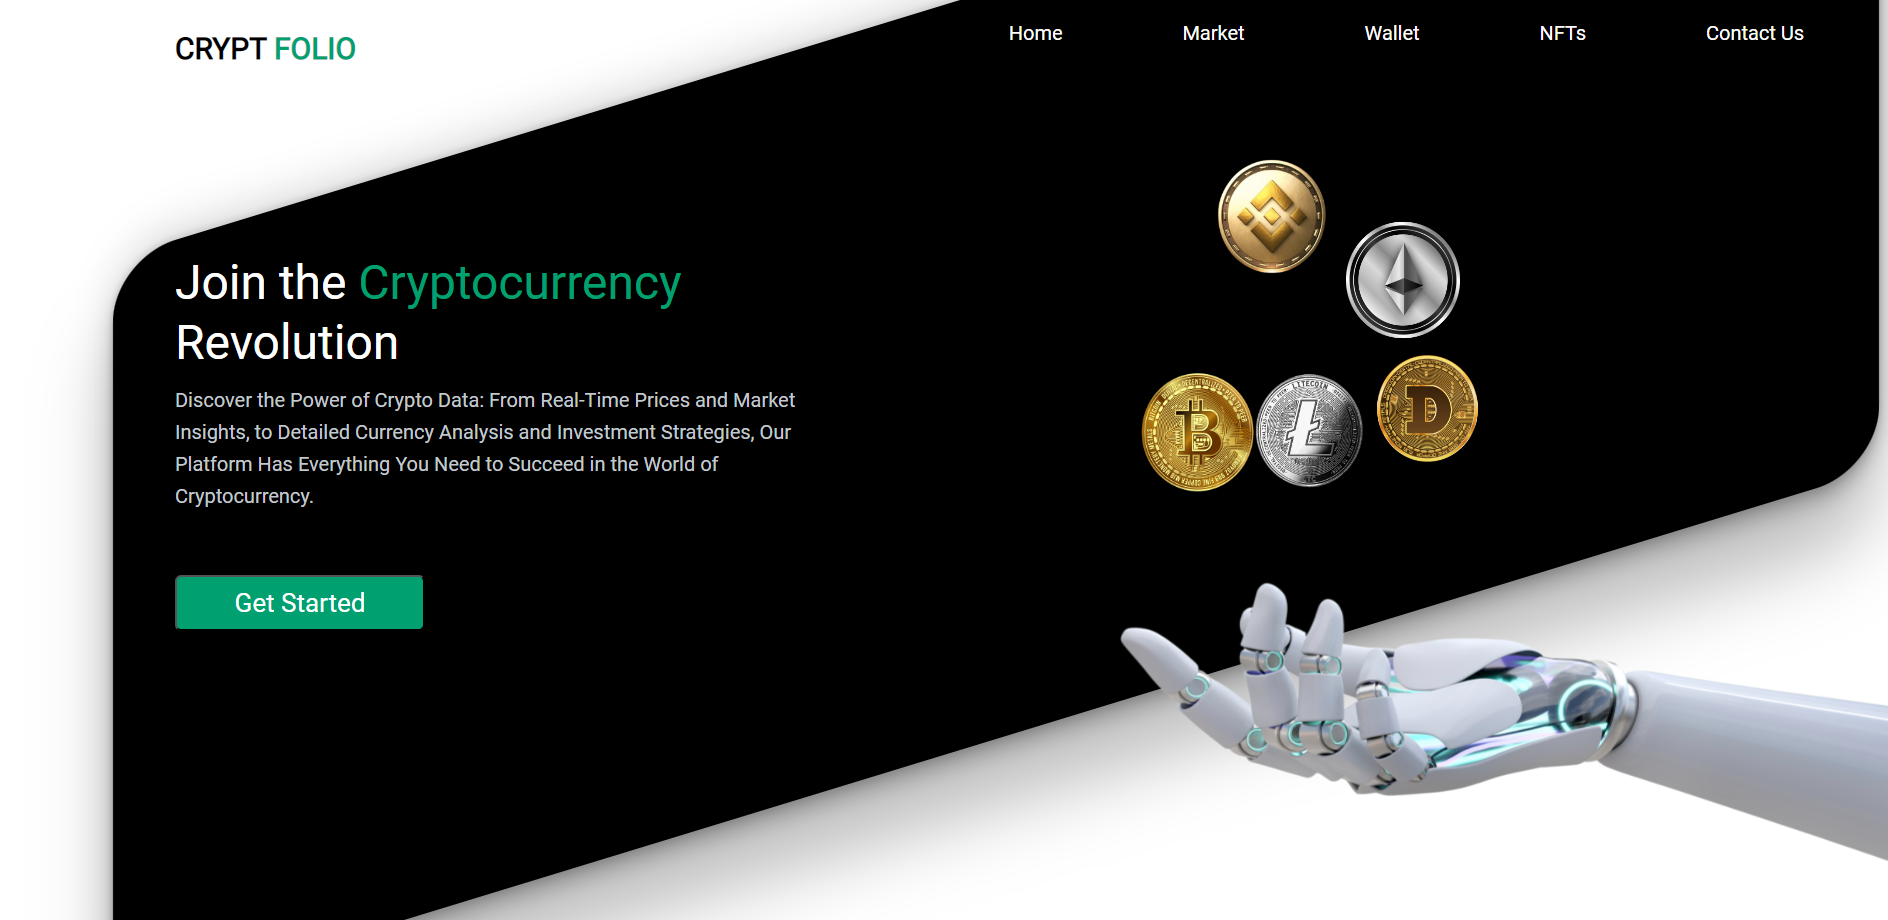 CRYPT FOLIO
Home Market Wallet NFTs Contact Us
Join the Cryptocurrency
Revolution
Discover the Power of Crypto Data: From Real-Time Prices and Market
Insights, to Detailed Currency Analysis and Investment Strategies, Our
Platform Has Everything You Need to Succeed in the World of
Cryptocurrency.
Get Started
LITECOIN